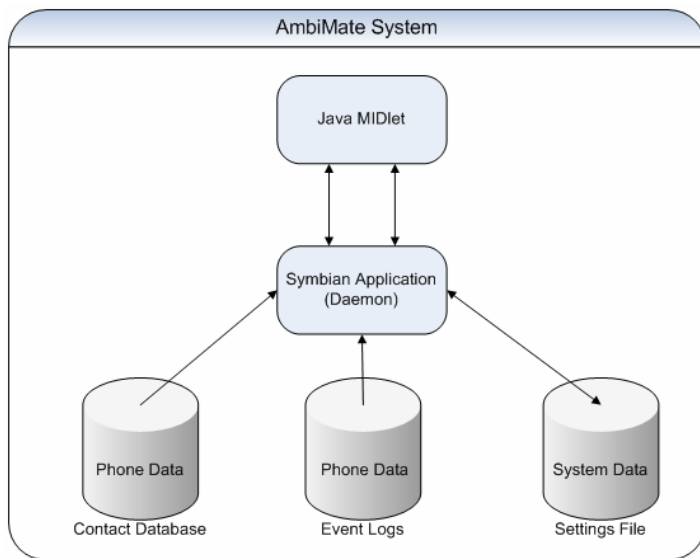 AmbiMate System
Java MIDlet
Symbian Application
(Daemon)
Phone Data
Phone Data
System Data
Contact Database
Event Logs
Settings File